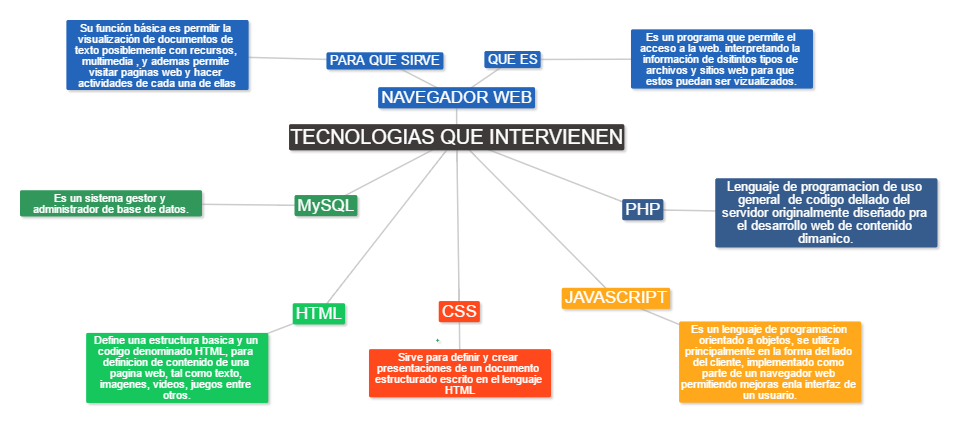 Su función básica es permilir la
visualización de documentos de
texto posiblemente con recursos,
multimedia , y ademas permite
visitar paginas web y hacer
actividades de cada una de ellas
PARA QUE SIRVE
QUE ES
Es un programa que permite el
acceso a la web. interpretando la
información de dsitintos tipos de
archivos y sitios web para que
estos puedan ser vizualizados.
NAVEGADOR WEB
TECNOLOGIAS QUE INTERVIENEN
Es un sistema gestor y
administrador de base de datos.
MySQL
PHP
Lenguaje de programacion de uso
general de codigo dellado del
servidor originalmente diseñado pra
el desarrollo web de contenido
dimanico.
HTML
Define una estructura basica y un
codigo denominado HTML, para
definicion de contenido de una
pagina web, tal como texto,
imagenes, videos, juegos entre
otros.
CSS
Sirve para definir y crear
presentaciones de un documento
estructurado escrito en el lenguaje
HTML
JAVASCRIPT
Es un lenguaje de programacion
orientado a objetos, se utiliza
principalmente en la forma del lado
del cliente, implementado como
parte de un navegador web
permitiendo mejoras enla interfaz de
un usuario.